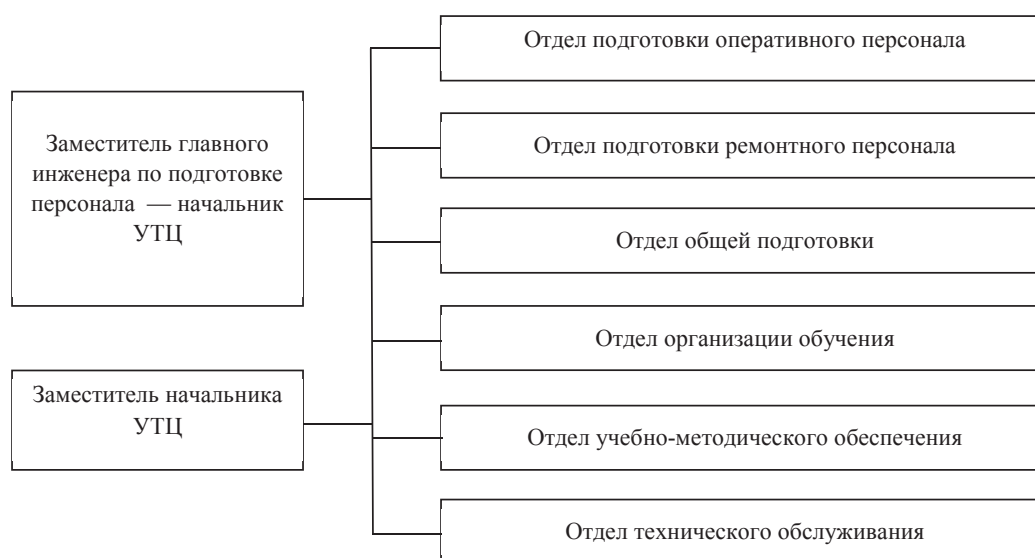 Заместитель главного
инженера по подготовке
персонала — начальник
УТЦ
Заместитель начальника
УТЦ
Отдел подготовки оперативного персонала
Отдел подготовки ремонтного персонала
Отдел общей подготовки
Отдел организации обучения
Отдел учебно-методического обеспечения
Отдел технического обслуживания